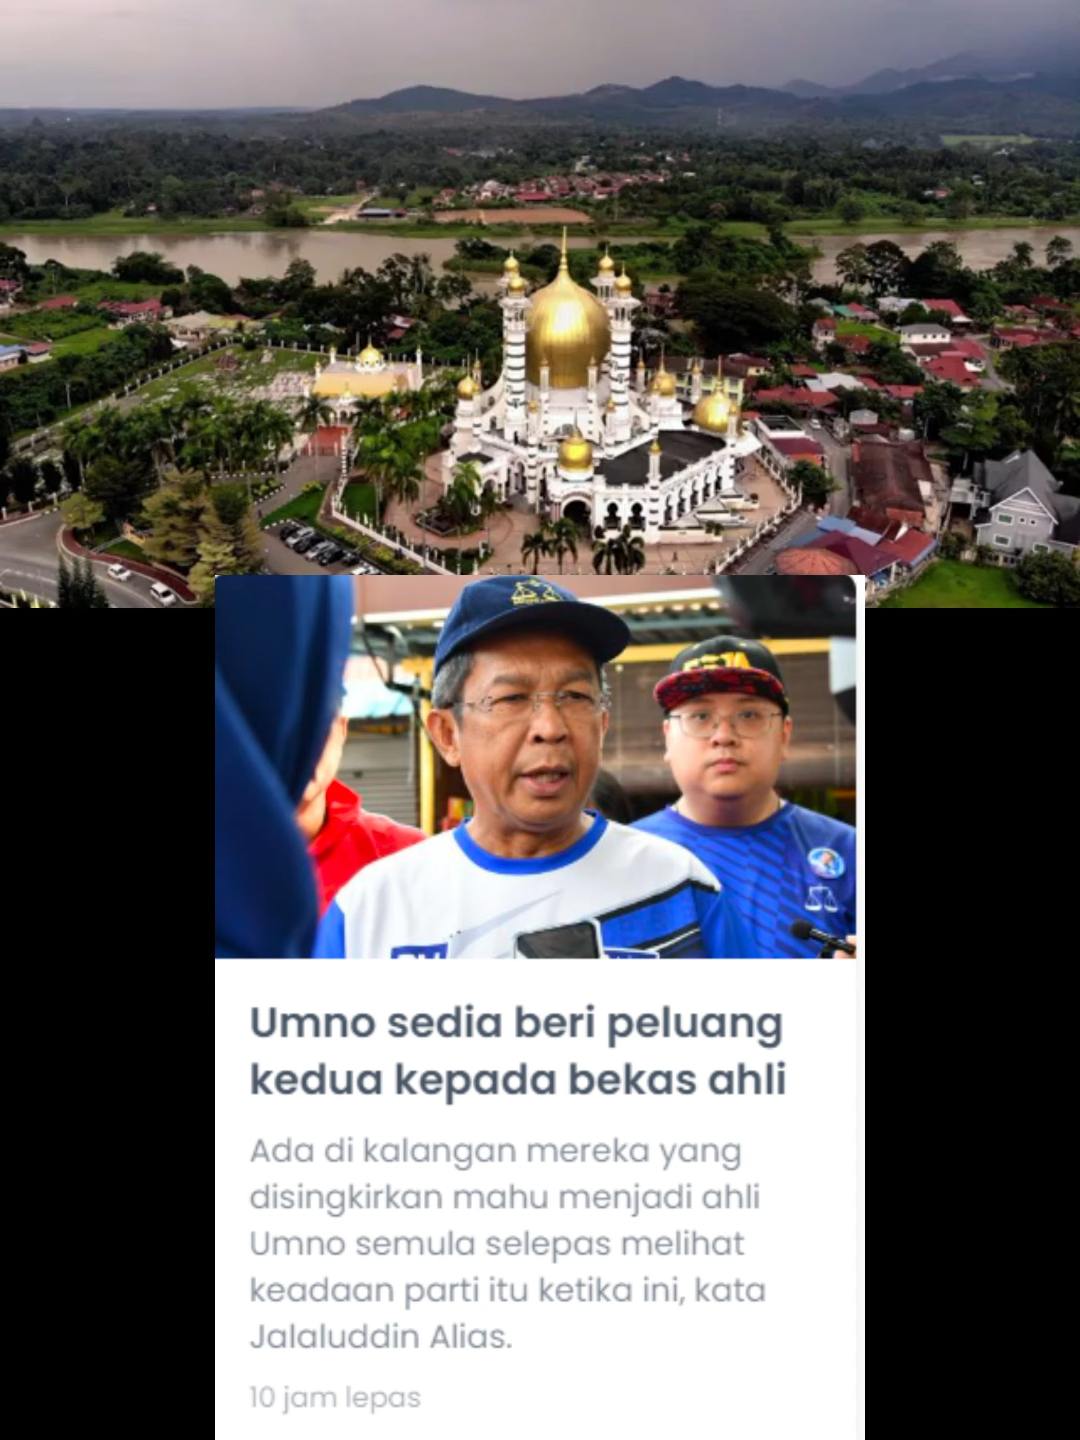 Umno sedia beri peluang
kedua kepada bekas ahli
Ada di kalangan mereka yang
disingkirkan mahu menjadi ahli
Umno semula selepas melihat
keadaan parti itu ketika ini, kata
Jalaluddin Alias.
10 jam lepas